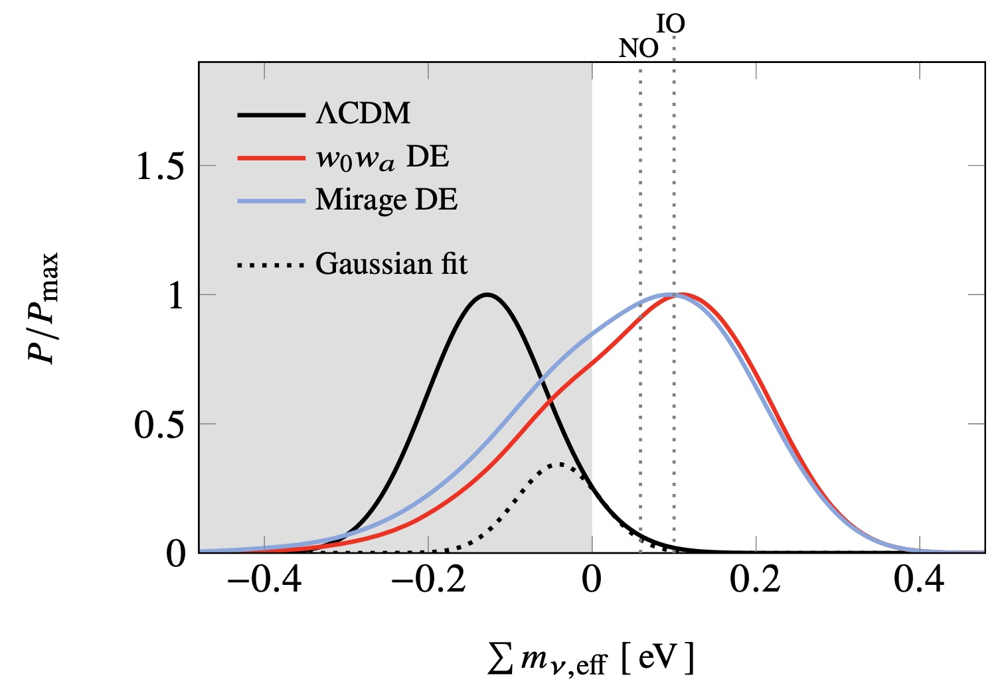 IO
NO
ΛCDM
w₀wₐ DE
Mirage DE
Gaussian fit
1.5
1
0.5
0
P/Pmax
−0.4
−0.2
0
0.2
0.4
∑ mν,eff [ eV ]